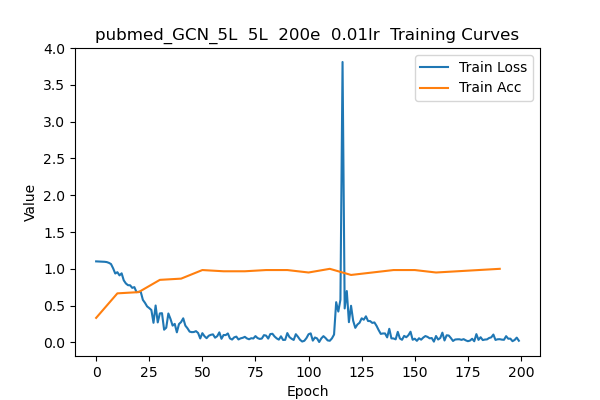 pubmed_GCN_5L  5L  200e  0.01lr  Training Curves
Train Loss
Train Acc
4.0
3.5
3.0
2.5
2.0
1.5
1.0
0.5
0.0
Value
0 25 50 75 100 125 150 175 200
Epoch